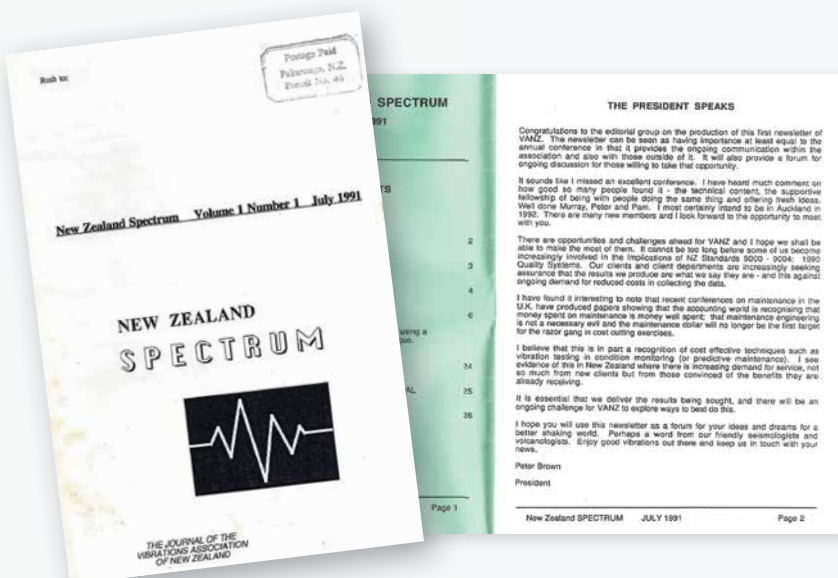 Rush to:
Postage Paid
Pakuranga, N.Z.
Permit No.
New Zealand Spectrum Volume 1 Number 1 July 1991
NEW ZEALAND
SPECTRUM
THE JOURNAL OF THE
VIBRATIONS ASSOCIATION
OF NEW ZEALAND
SPECTRUM
991
TS
2
3
4
6
using a
24
AL
25
26
Page 1
THE PRESIDENT SPEAKS
Congratulations to the editorial group on the production of this first newsletter of
VANZ. The newsletter can be seen as having importance at least equal to the
annual conference in that it provides the ongoing communication within the
association and also with those outside of it. It will also provide a forum for
ongoing discussion for those willing to take that opportunity.
It sounds like I missed an excellent conference. I have heard much comment on
how good so many people found it - the technical content, the supportive
fellowship of being with people doing the same thing and offering fresh ideas.
Well done Murray, Peter and Pam. I most certainly intend to be in Auckland in
1992. There are many new members and I look forward to the opportunity to meet
with you.
There are opportunities and challenges ahead for VANZ and I hope we shall be
able to make the most of them. It cannot be too long before some of us become
increasingly involved in the implications of NZ Standards 9000 - 9004: 1990
Quality Systems. Our clients and client departments are increasingly seeking
assurance that the results we produce are what we say they are - and this against
ongoing demand for reduced costs in collecting the data.
I have found it interesting to note that recent conferences on maintenance in the
U.K. have produced papers showing that the accounting world is recognising that
money spent on maintenance is money well spent; that maintenance engineering
is not a necessary evil and the maintenance dollar will no longer be the first target
for the razor gang in cost cutting exercises.
I believe that this is in part a recognition of cost effective techniques such as
vibration testing in condition monitoring (or predictive maintenance). I see
evidence of this in New Zealand where there is increasing demand for service, not
so much from new clients but from those convinced of the benefits they are
already receiving.
It is essential that we deliver the results being sought, and there will be an
ongoing challenge for VANZ to explore ways to best do this.
I hope you will use this newsletter as a forum for your ideas and dreams for a
better shaking world. Perhaps a word from our friendly seismologists and
volcanologists. Enjoy good vibrations out there and keep us in touch with your
news.
Peter Brown
President
New Zealand SPECTRUM JULY 1991 Page 2